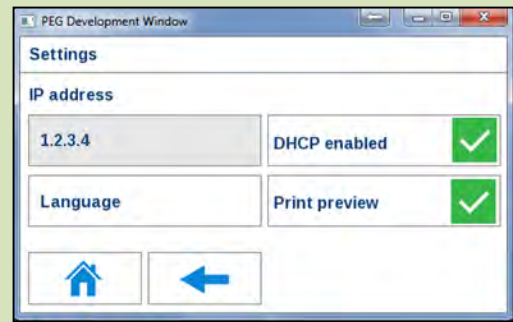 PEG Development Window
Settings
IP address
1.2.3.4
DHCP enabled
Language
Print preview